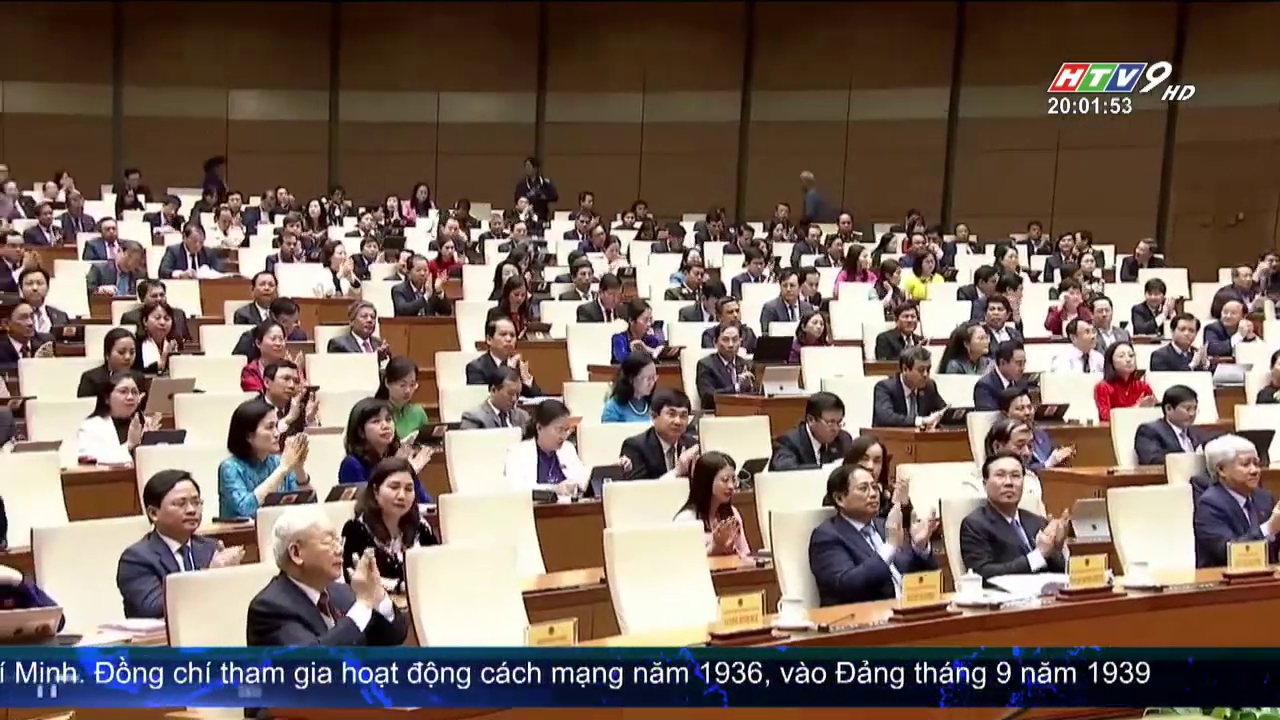 HTV9 HD
20:01:53
í Minh. Đồng chí tham gia hoạt động cách mạng năm 1936, vào Đảng tháng 9 năm 1939